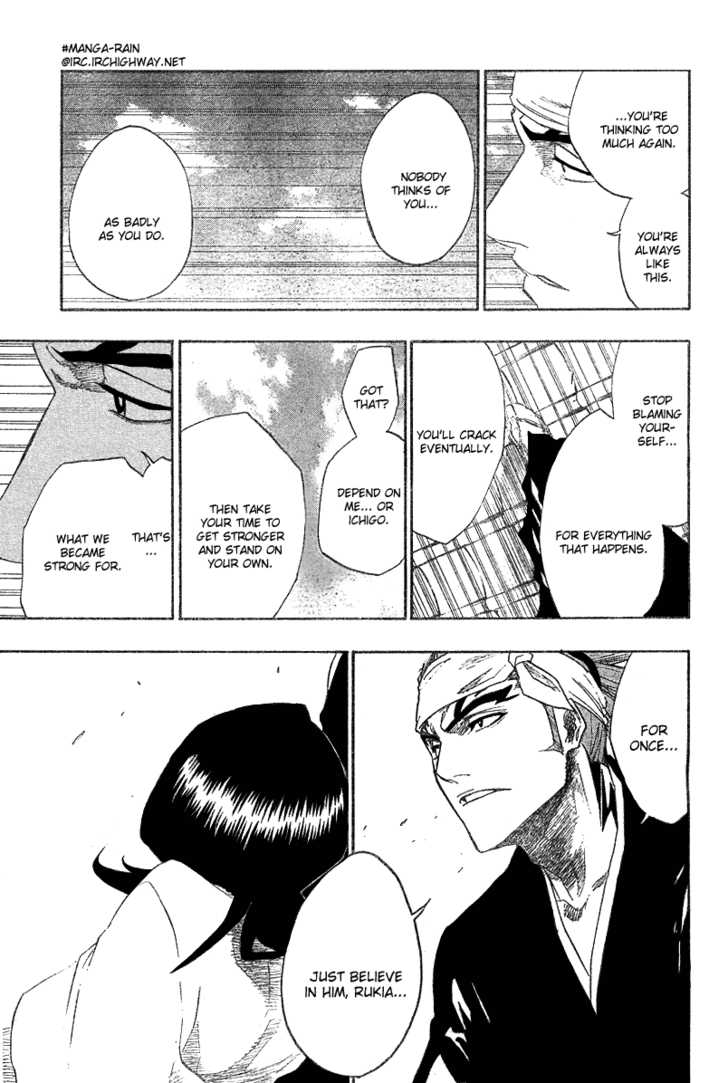 #MANGA-RAIN
@IRC.IRCHIGHWAY.NET
...YOU'RE
THINKING TOO
MUCH AGAIN.
YOU'RE
ALWAYS
LIKE
THIS.
NOBODY
THINKS OF
YOU...
AS BADLY
AS YOU DO.
STOP
BLAMING
YOUR-
SELF...
FOR EVERYTHING
THAT HAPPENS.
YOU'LL CRACK
EVENTUALLY.
GOT
THAT?
DEPEND ON
ME... OR
ICHIGO.
THEN TAKE
YOUR TIME TO
GET STRONGER
AND STAND ON
YOUR OWN.
THAT'S
...
WHAT WE
BECAME
STRONG FOR.
FOR
ONCE...
JUST BELIEVE
IN HIM, RUKIA...